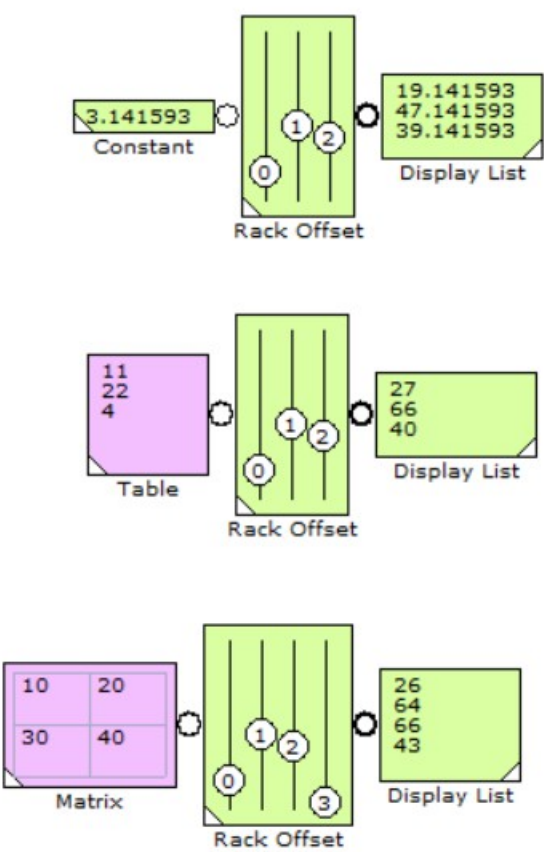 3.141593
Constant
0
1
2
Rack Offset
19.141593
47.141593
39.141593
Display List
11
22
4
Table
0
1
2
Rack Offset
27
66
40
Display List
10 20
30 40
Matrix
0
1
2
3
Rack Offset
26
64
66
43
Display List